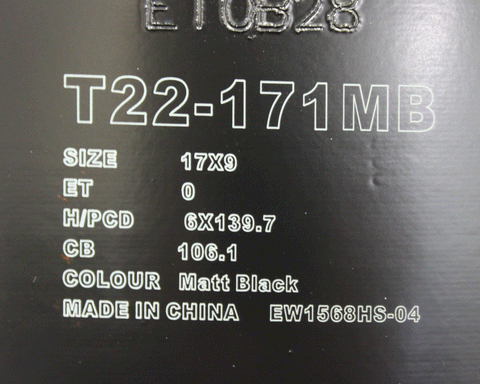 ET0B28
T22-171MB
SIZE 17X9
ET 0
H/PCD 6X139.7
CB 106.1
COLOUR Matt Black
MADE IN CHINA EW1568HS-04